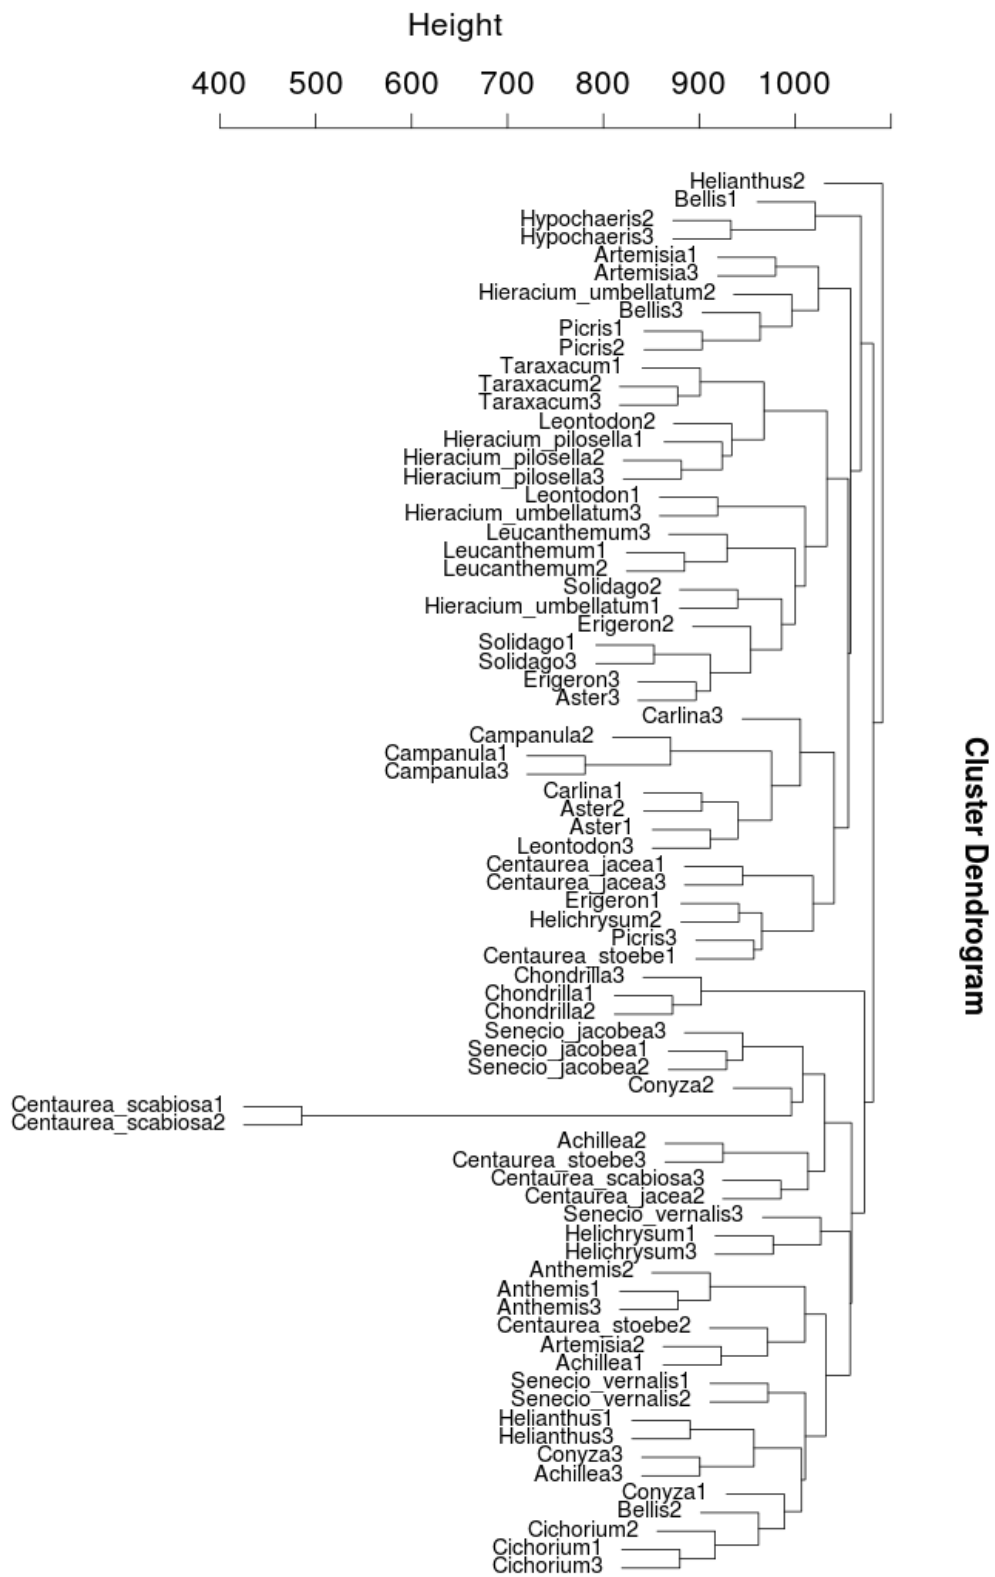 Height
400 500 600 700 800 900 1000
Helianthus2
Bellis1
Hypochaeris2
Hypochaeris3
Artemisia1
Artemisia3
Hieracium_umbellatum2
Bellis3
Picris1
Picris2
Taraxacum1
Taraxacum2
Taraxacum3
Leontodon2
Hieracium_pilosella1
Hieracium_pilosella2
Hieracium_pilosella3
Leontodon1
Hieracium_umbellatum3
Leucanthemum3
Leucanthemum1
Leucanthemum2
Solidago2
Hieracium_umbellatum1
Erigeron2
Solidago1
Solidago3
Erigeron3
Aster3
Carlina3
Campanula2
Campanula1
Campanula3
Carlina1
Aster2
Aster1
Leontodon3
Centaurea_jacea1
Centaurea_jacea3
Erigeron1
Helichrysum2
Picris3
Centaurea_stoebe1
Chondrilla3
Chondrilla1
Chondrilla2
Senecio_jacobea3
Senecio_jacobea1
Senecio_jacobea2
Conyza2
Centaurea_scabiosa1
Centaurea_scabiosa2
Achillea2
Centaurea_stoebe3
Centaurea_scabiosa3
Centaurea_jacea2
Senecio_vernalis3
Helichrysum1
Helichrysum3
Anthemis2
Anthemis1
Anthemis3
Centaurea_stoebe2
Artemisia2
Achillea1
Senecio_vernalis1
Senecio_vernalis2
Helianthus1
Helianthus3
Conyza3
Achillea3
Conyza1
Bellis2
Cichorium2
Cichorium1
Cichorium3
Cluster Dendrogram